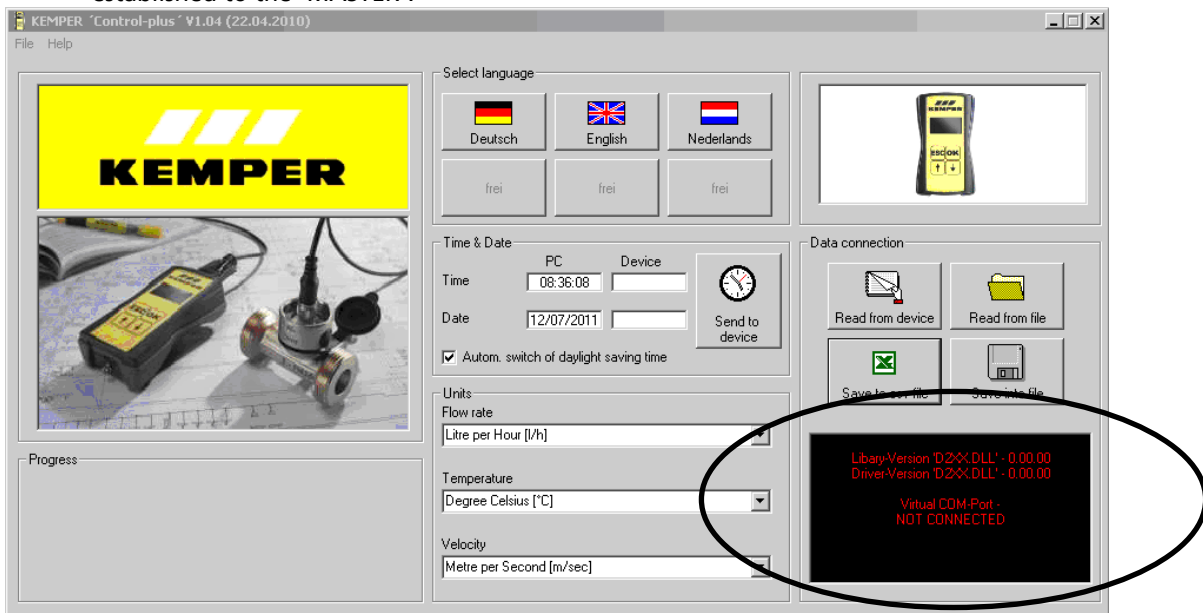 established to the 'MASTER'.
KEMPER ´Control-plus´ V1.04 (22.04.2010)
File Help
KEMPER
Progress
Select language
Deutsch
English
Nederlands
frei
frei
frei
Time & Date
PC
Device
Time
08:36:08
Date
12/07/2011
Send to
device
Autom. switch of daylight saving time
Units
Flow rate
Litre per Hour [l/h]
Temperature
Degree Celsius [°C]
Velocity
Metre per Second [m/sec]
KEMPER
ESC OK
Data connection
Read from device
Read from file
Save to csv file
Save into file
Libary-Version 'D2XX.DLL' - 0.00.00
Driver-Version 'D2XX.DLL' - 0.00.00
Virtual COM-Port -
NOT CONNECTED